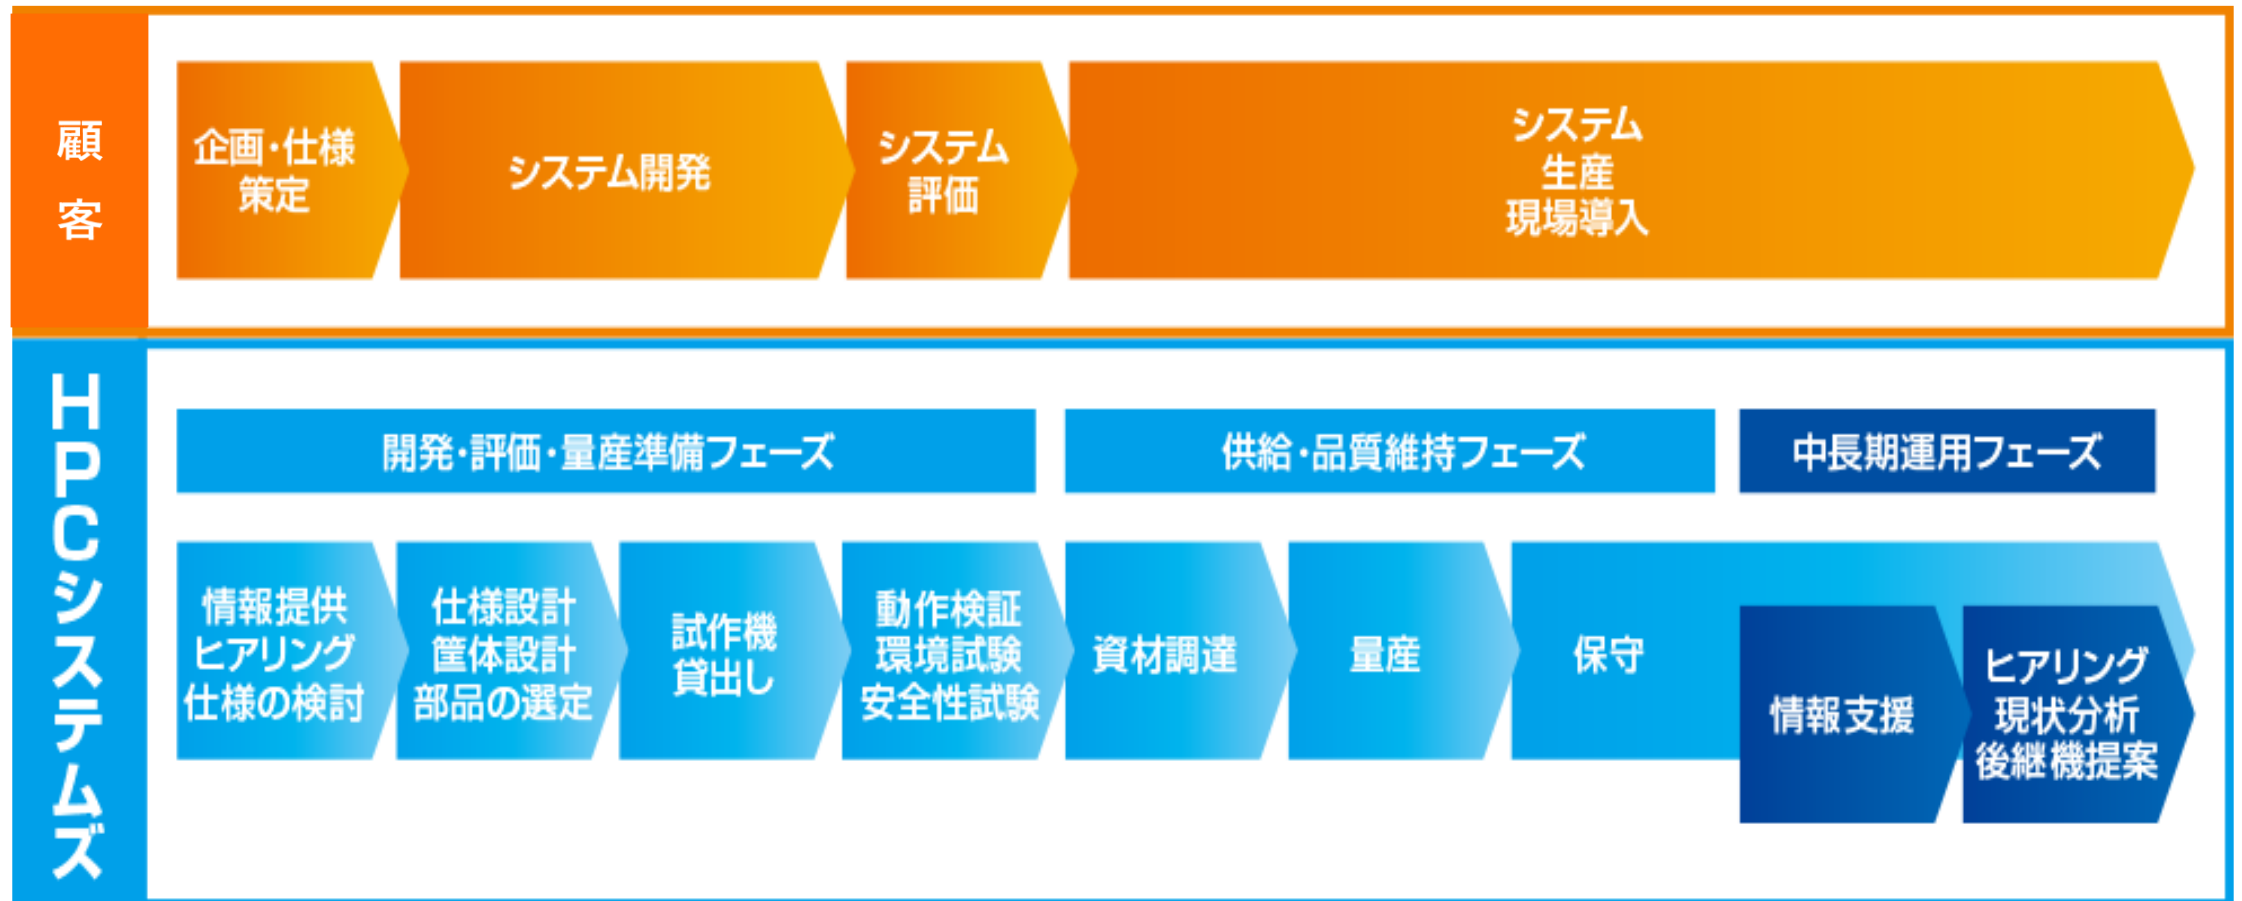 顧客
企画・仕様
策定
システム開発
システム
評価
システム
生産
現場導入
HPCシステムズ
開発・評価・量産準備フェーズ
供給・品質維持フェーズ
中長期運用フェーズ
情報提供
ヒアリング
仕様の検討
仕様設計
筐体設計
部品の選定
試作機
貸出し
動作検証
環境試験
安全性試験
資材調達
量産
保守
情報支援
ヒアリング
現状分析
後継機提案